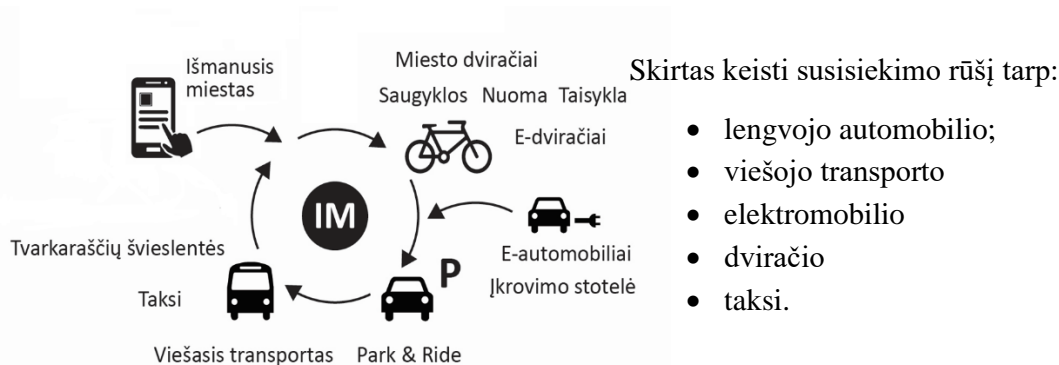 Išmanusis
miestas
Miesto dviračiai
Saugyklos Nuoma Taisykla
E-dviračiai
IM
E-automobiliai
Įkrovimo stotelė
P
Tvarkaraščių švieslentės
Taksi
Viešasis transportas
Park & Ride
Skirtas keisti susisiekimo rūšį tarp:
• lengvojo automobilio;
• viešojo transporto
• elektromobilio
• dviračio
• taksi.